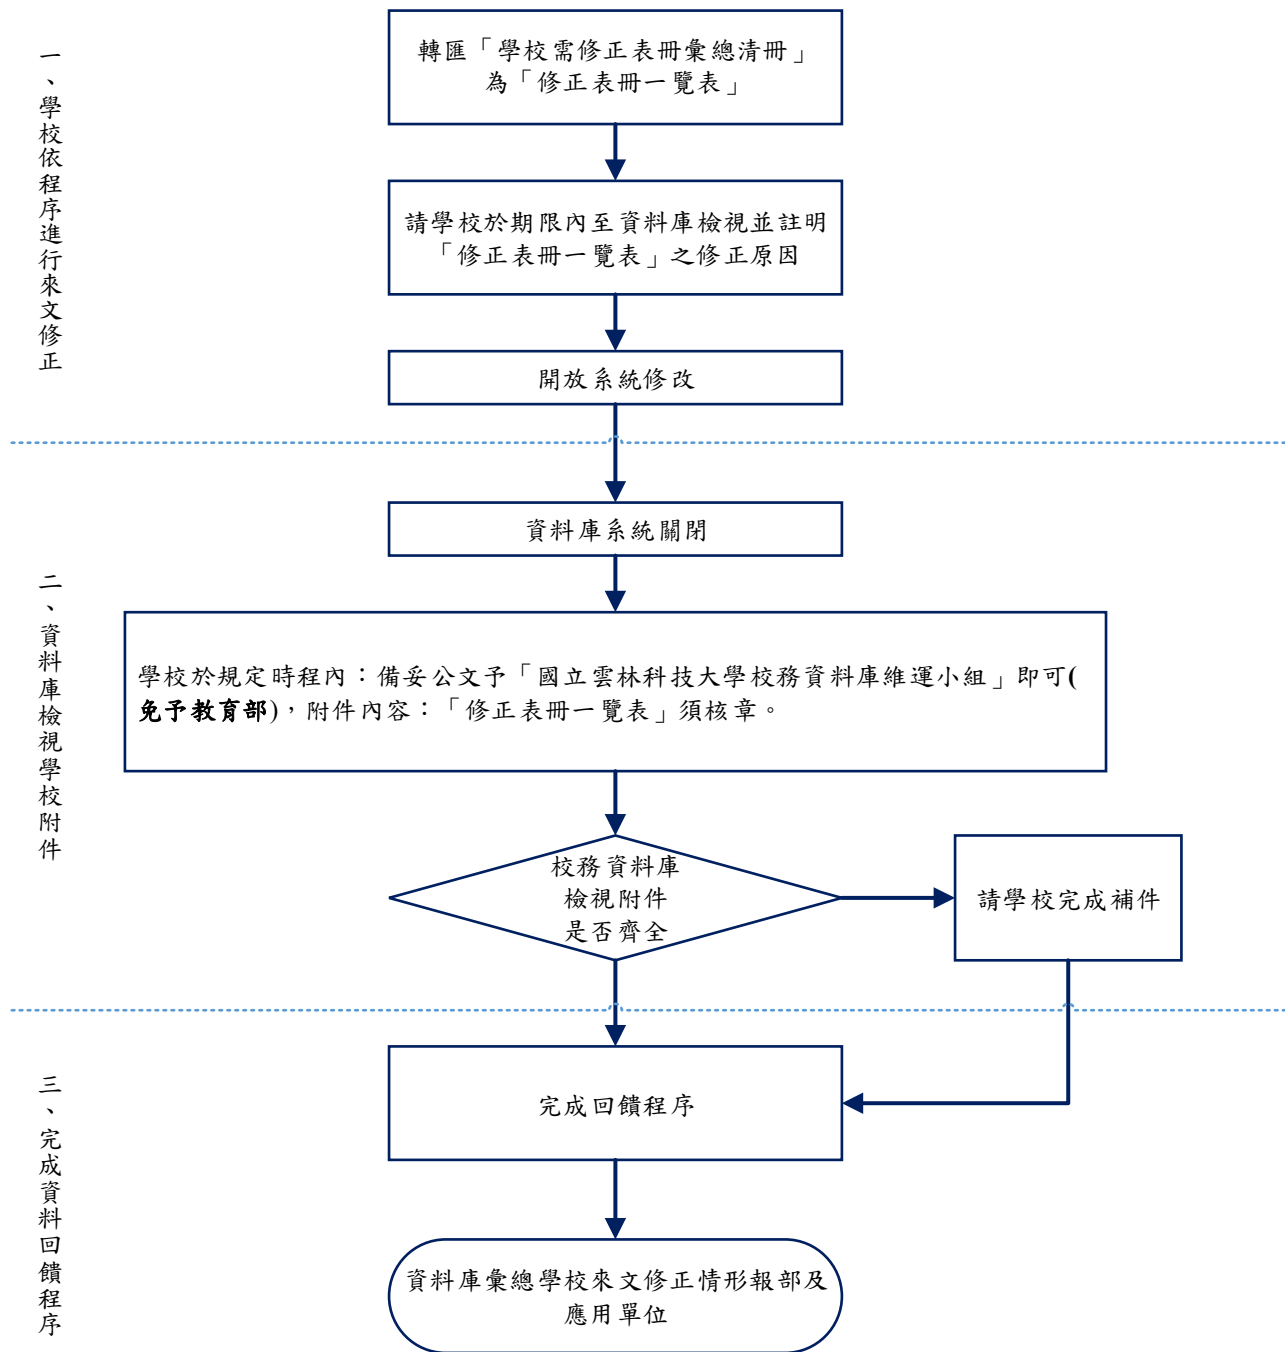 一、學校依程序進行來文修正
轉匯「學校需修正表冊彙總清冊」
為「修正表冊一覽表」
請學校於期限內至資料庫檢視並註明
「修正表冊一覽表」之修正原因
開放系統修改
二、資料庫檢視學校附件
資料庫系統關閉
學校於規定時程內：備妥公文予「國立雲林科技大學校務資料庫維運小組」即可(
免予教育部)，附件內容：「修正表冊一覽表」須核章。
校務資料庫
檢視附件
是否齊全
請學校完成補件
三、完成資料回饋程序
完成回饋程序
資料庫彙總學校來文修正情形報部及
應用單位